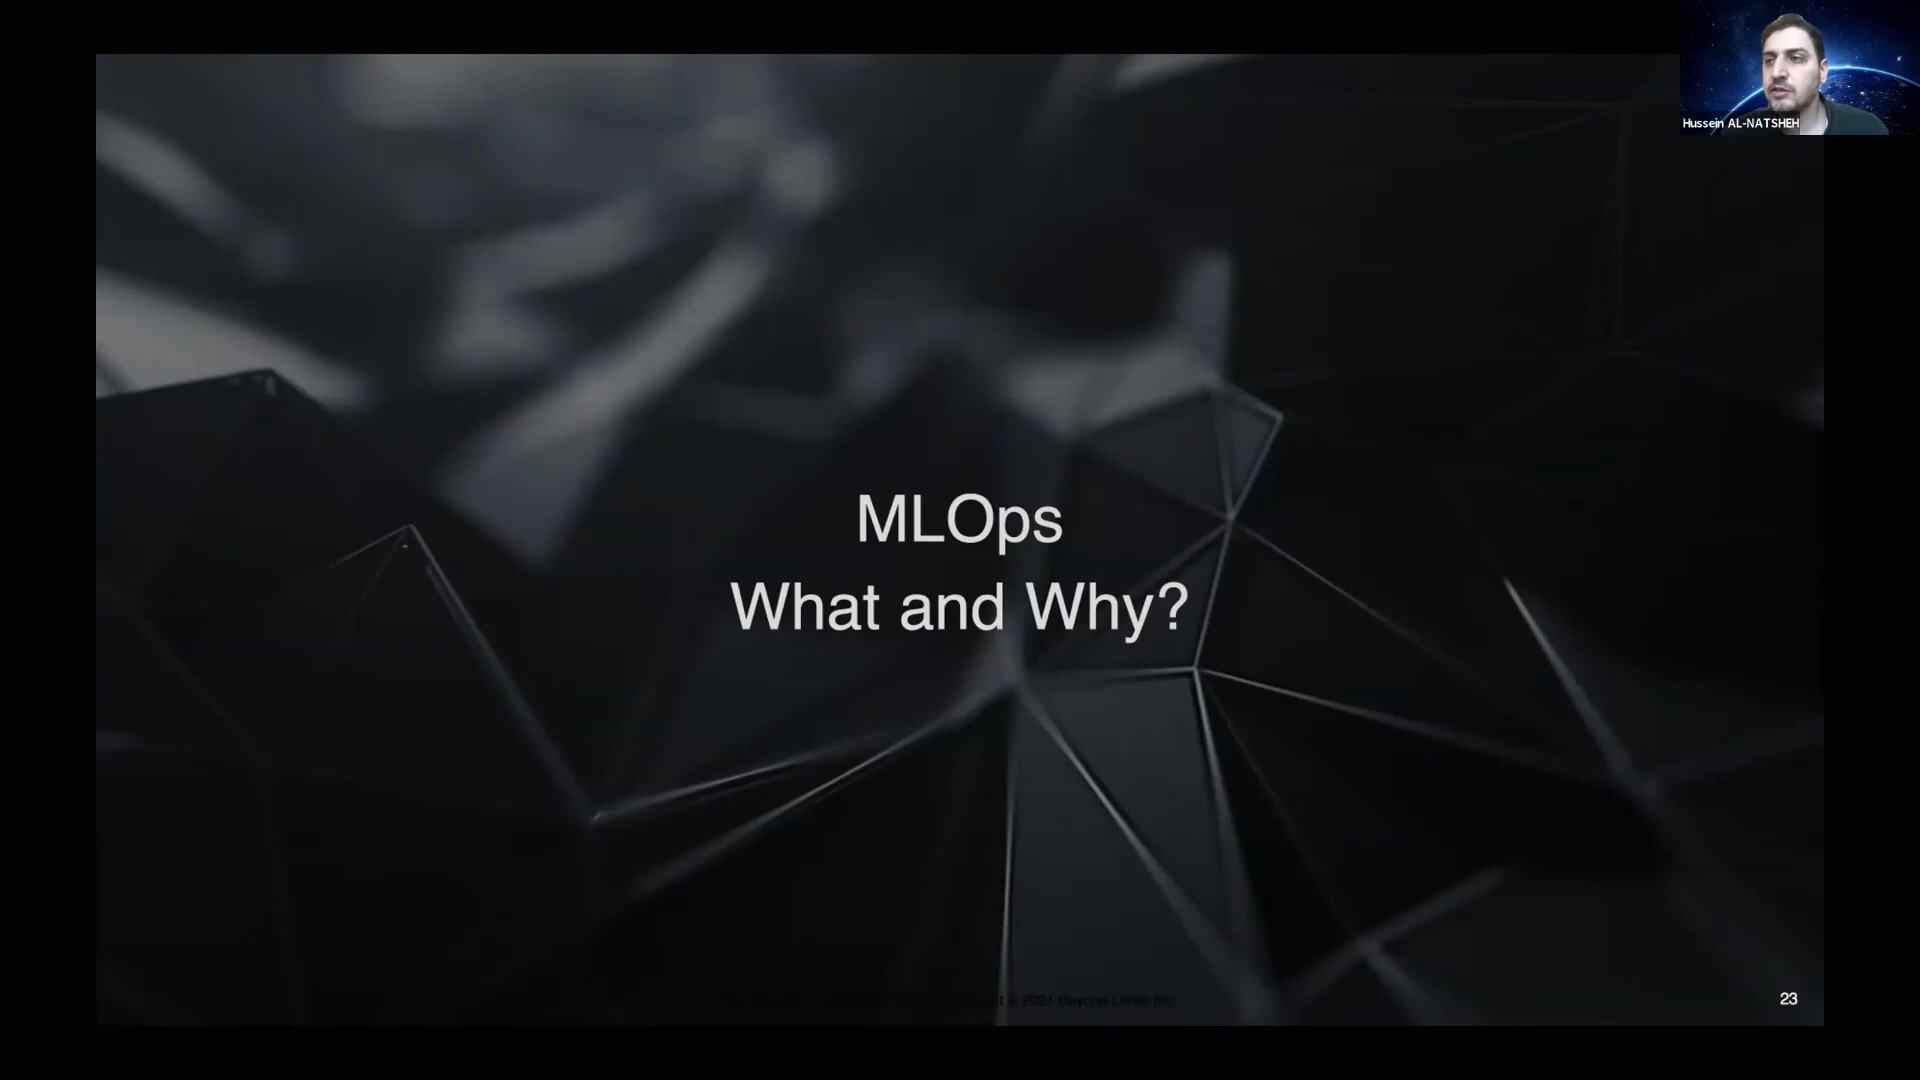 Hussein AL-NATSHEH
MLOps
What and Why?
© 2021 Beyond Limits Inc
23